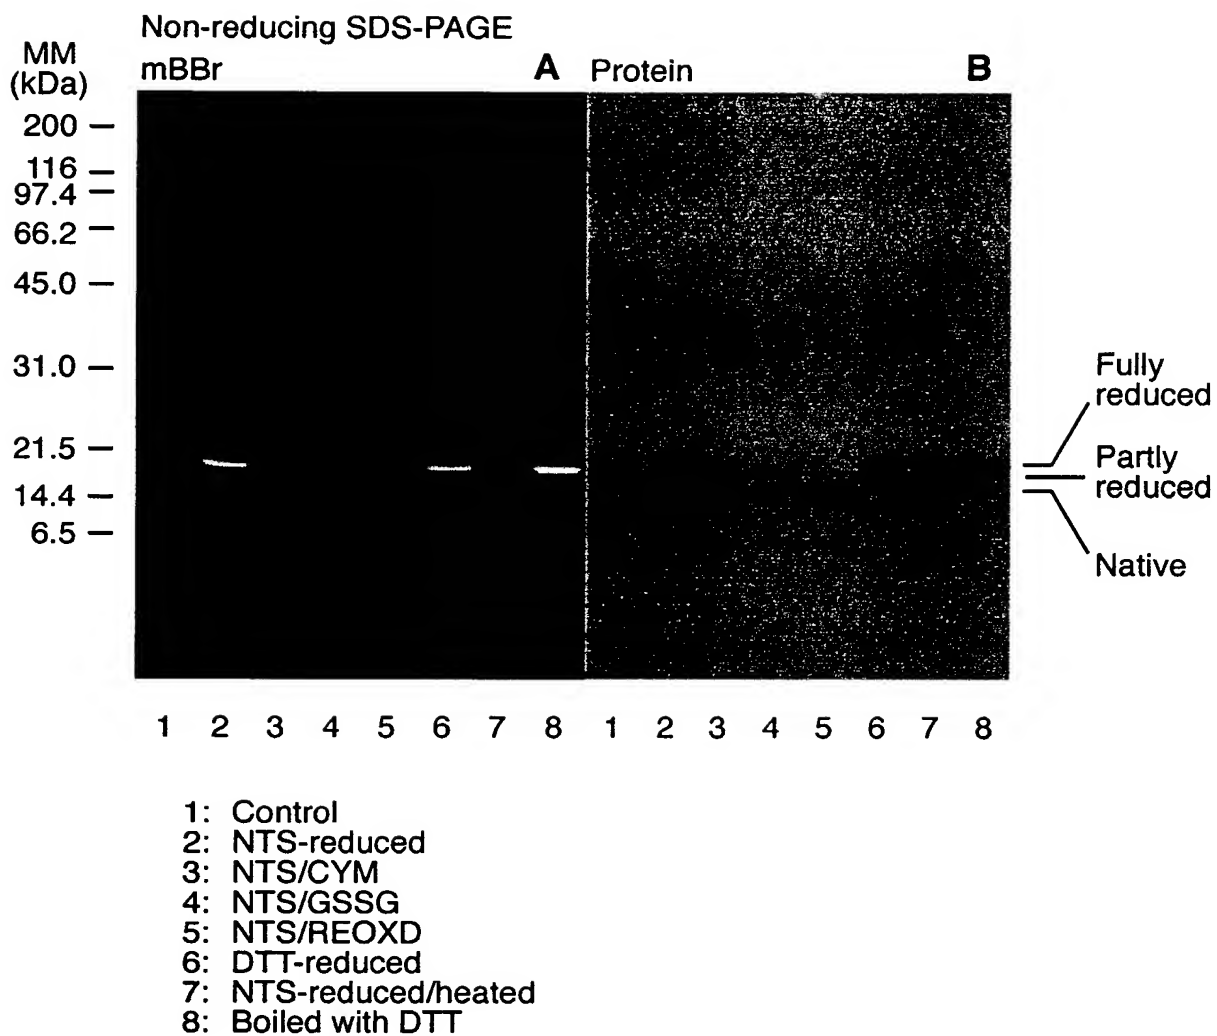 Non-reducing SDS-PAGE
MM
(kDa)
mBBr
A
Protein
B
200
116
97.4
66.2
45.0
31.0
21.5
14.4
6.5
Fully
reduced
Partly
reduced
Native
1 2 3 4 5 6 7 8 1 2 3 4 5 6 7 8
1: Control
2: NTS-reduced
3: NTS/CYM
4: NTS/GSSG
5: NTS/REOXD
6: DTT-reduced
7: NTS-reduced/heated
8: Boiled with DTT